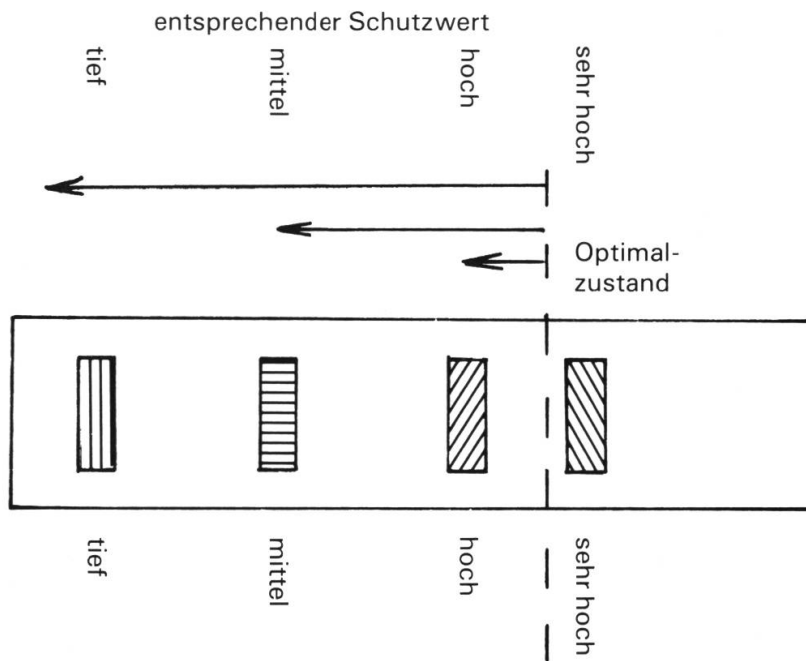 entsprechender Schutzwert
tief
mittel
hoch
sehr hoch
Optimal-
zustand
tief
mittel
hoch
sehr hoch